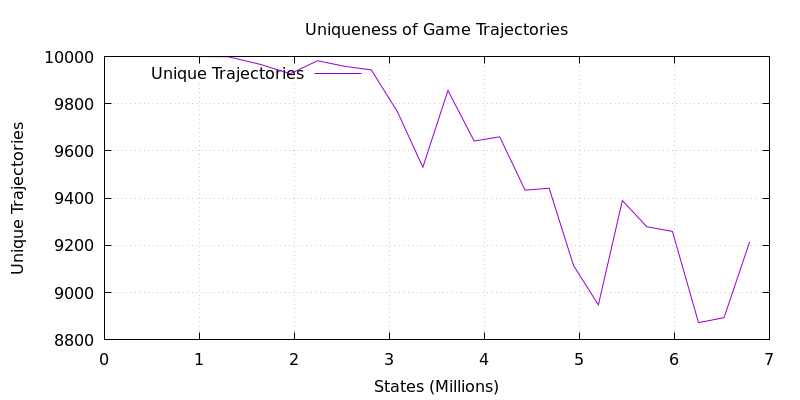 Uniqueness of Game Trajectories
Unique Trajectories
10000
9800
9600
9400
9200
9000
8800
Unique Trajectories
0 1 2 3 4 5 6 7
States (Millions)